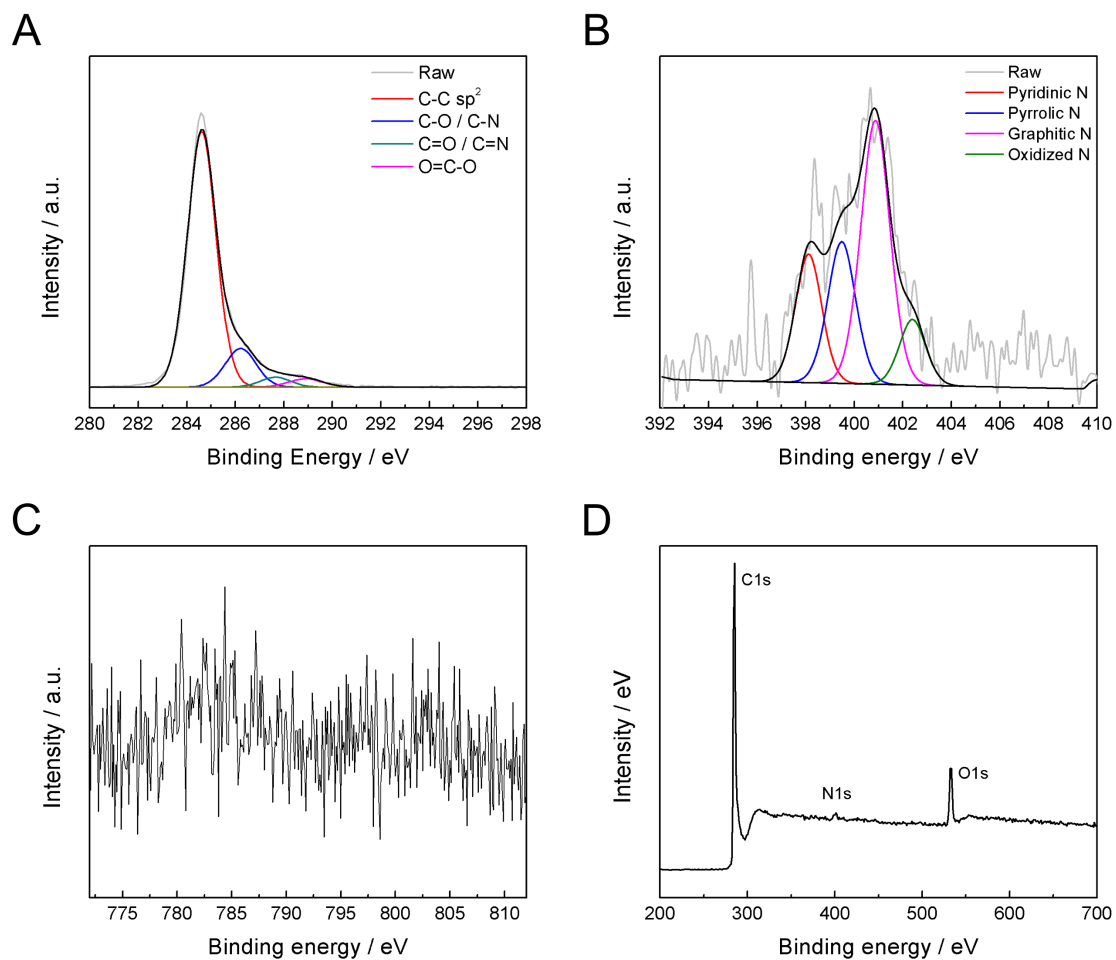 A
Raw
C-C sp²
C-O / C-N
C=O / C=N
O=C-O
Intensity / a.u.
280 282 284 286 288 290 292 294 296 298
Binding Energy / eV
B
Raw
Pyridinic N
Pyrrolic N
Graphitic N
Oxidized N
Intensity / a.u.
392 394 396 398 400 402 404 406 408 410
Binding energy / eV
C
Intensity / a.u.
775 780 785 790 795 800 805 810
Binding energy / eV
D
C1s
N1s
O1s
Intensity / eV
200 300 400 500 600 700
Binding energy / eV